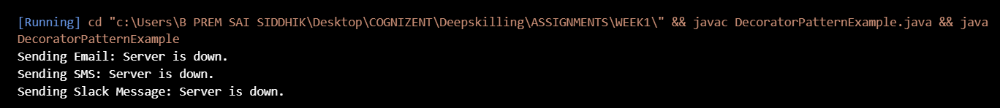 [Running] cd "c:\Users\B PREM SAI SIDDHIK\Desktop\COGNIZENT\Deepskilling\ASSIGNMENTS\WEEK1\" && javac DecoratorPatternExample.java && java
DecoratorPatternExample
Sending Email: Server is down.
Sending SMS: Server is down.
Sending Slack Message: Server is down.